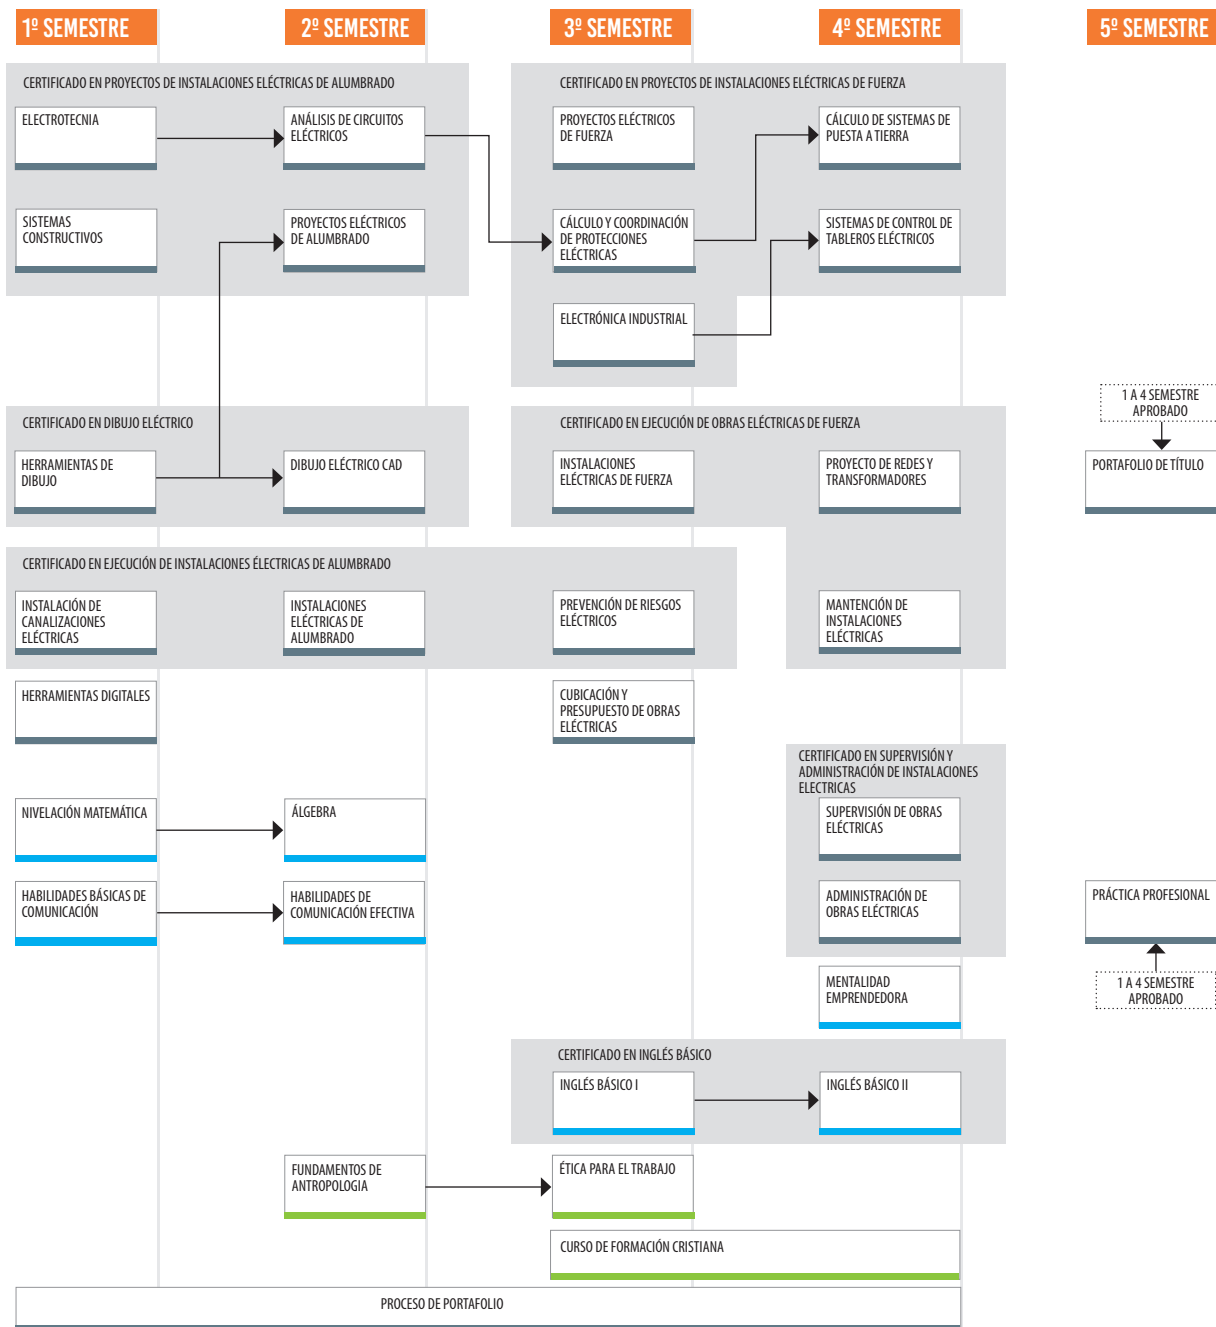 1º SEMESTRE
2º SEMESTRE
3º SEMESTRE
4º SEMESTRE
5º SEMESTRE
CERTIFICADO EN PROYECTOS DE INSTALACIONES ELÉCTRICAS DE ALUMBRADO
CERTIFICADO EN PROYECTOS DE INSTALACIONES ELÉCTRICAS DE FUERZA
ELECTROTECNIA
ANÁLISIS DE CIRCUITOS
ELÉCTRICOS
PROYECTOS ELÉCTRICOS
DE FUERZA
CÁLCULO DE SISTEMAS DE
PUESTA A TIERRA
SISTEMAS
CONSTRUCTIVOS
PROYECTOS ELÉCTRICOS
DE ALUMBRADO
CÁLCULO Y COORDINACIÓN
DE PROTECCIONES
ELÉCTRICAS
SISTEMAS DE CONTROL DE
TABLEROS ELÉCTRICOS
ELECTRÓNICA INDUSTRIAL
1 A 4 SEMESTRE
APROBADO
CERTIFICADO EN DIBUJO ELÉCTRICO
CERTIFICADO EN EJECUCIÓN DE OBRAS ELÉCTRICAS DE FUERZA
HERRAMIENTAS DE
DIBUJO
DIBUJO ELÉCTRICO CAD
INSTALACIONES
ELÉCTRICAS DE FUERZA
PROYECTO DE REDES Y
TRANSFORMADORES
PORTAFOLIO DE TÍTULO
CERTIFICADO EN EJECUCIÓN DE INSTALACIONES ÉLECTRICAS DE ALUMBRADO
INSTALACIÓN DE
CANALIZACIONES
ELÉCTRICAS
INSTALACIONES
ELÉCTRICAS DE
ALUMBRADO
PREVENCIÓN DE RIESGOS
ELÉCTRICOS
MANTENCIÓN DE
INSTALACIONES
ELÉCTRICAS
HERRAMIENTAS DIGITALES
CUBICACIÓN Y
PRESUPUESTO DE OBRAS
ELÉCTRICAS
CERTIFICADO EN SUPERVISIÓN Y
ADMINISTRACIÓN DE INSTALACIONES
ELECTRICAS
NIVELACIÓN MATEMÁTICA
ÁLGEBRA
SUPERVISIÓN DE OBRAS
ELÉCTRICAS
HABILIDADES BÁSICAS DE
COMUNICACIÓN
HABILIDADES DE
COMUNICACIÓN EFECTIVA
ADMINISTRACIÓN DE
OBRAS ELÉCTRICAS
PRÁCTICA PROFESIONAL
MENTALIDAD
EMPRENDEDORA
1 A 4 SEMESTRE
APROBADO
CERTIFICADO EN INGLÉS BÁSICO
INGLÉS BÁSICO I
INGLÉS BÁSICO II
FUNDAMENTOS DE
ANTROPOLOGIA
ÉTICA PARA EL TRABAJO
CURSO DE FORMACIÓN CRISTIANA
PROCESO DE PORTAFOLIO